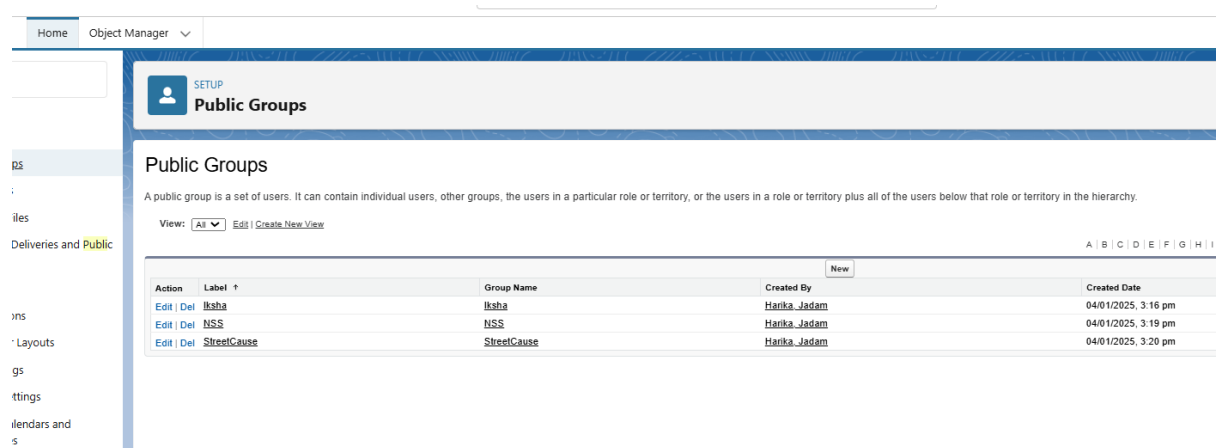 Home Object Manager
SETUP
Public Groups
ps
iles
Deliveries and Public
ons
Layouts
gs
ttings
lendars and
Public Groups
A public group is a set of users. It can contain individual users, other groups, the users in a particular role or territory, or the users in a role or territory plus all of the users below that role or territory in the hierarchy.
View: All Edit | Create New View
A | B | C | D | E | F | G | H | I
New
Action Label ↑ Group Name Created By Created Date
Edit | Del Iksha Iksha Harika, Jadam 04/01/2025, 3:16 pm
Edit | Del NSS NSS Harika, Jadam 04/01/2025, 3:19 pm
Edit | Del StreetCause StreetCause Harika, Jadam 04/01/2025, 3:20 pm